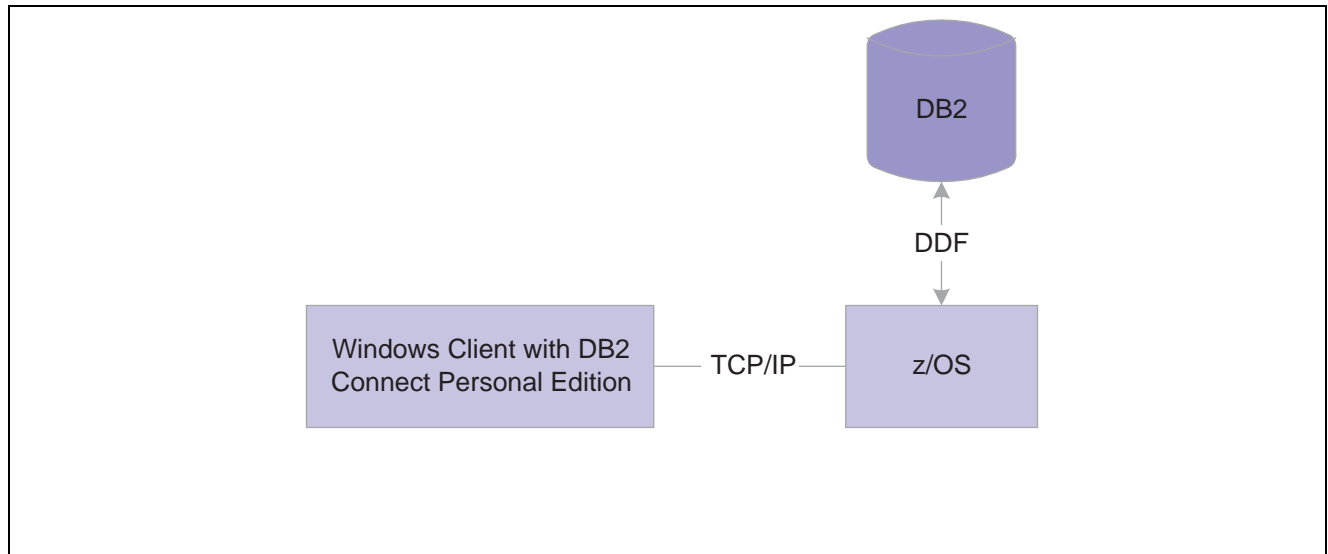 DB2
DDF
Windows Client with DB2
Connect Personal Edition
TCP/IP
z/OS